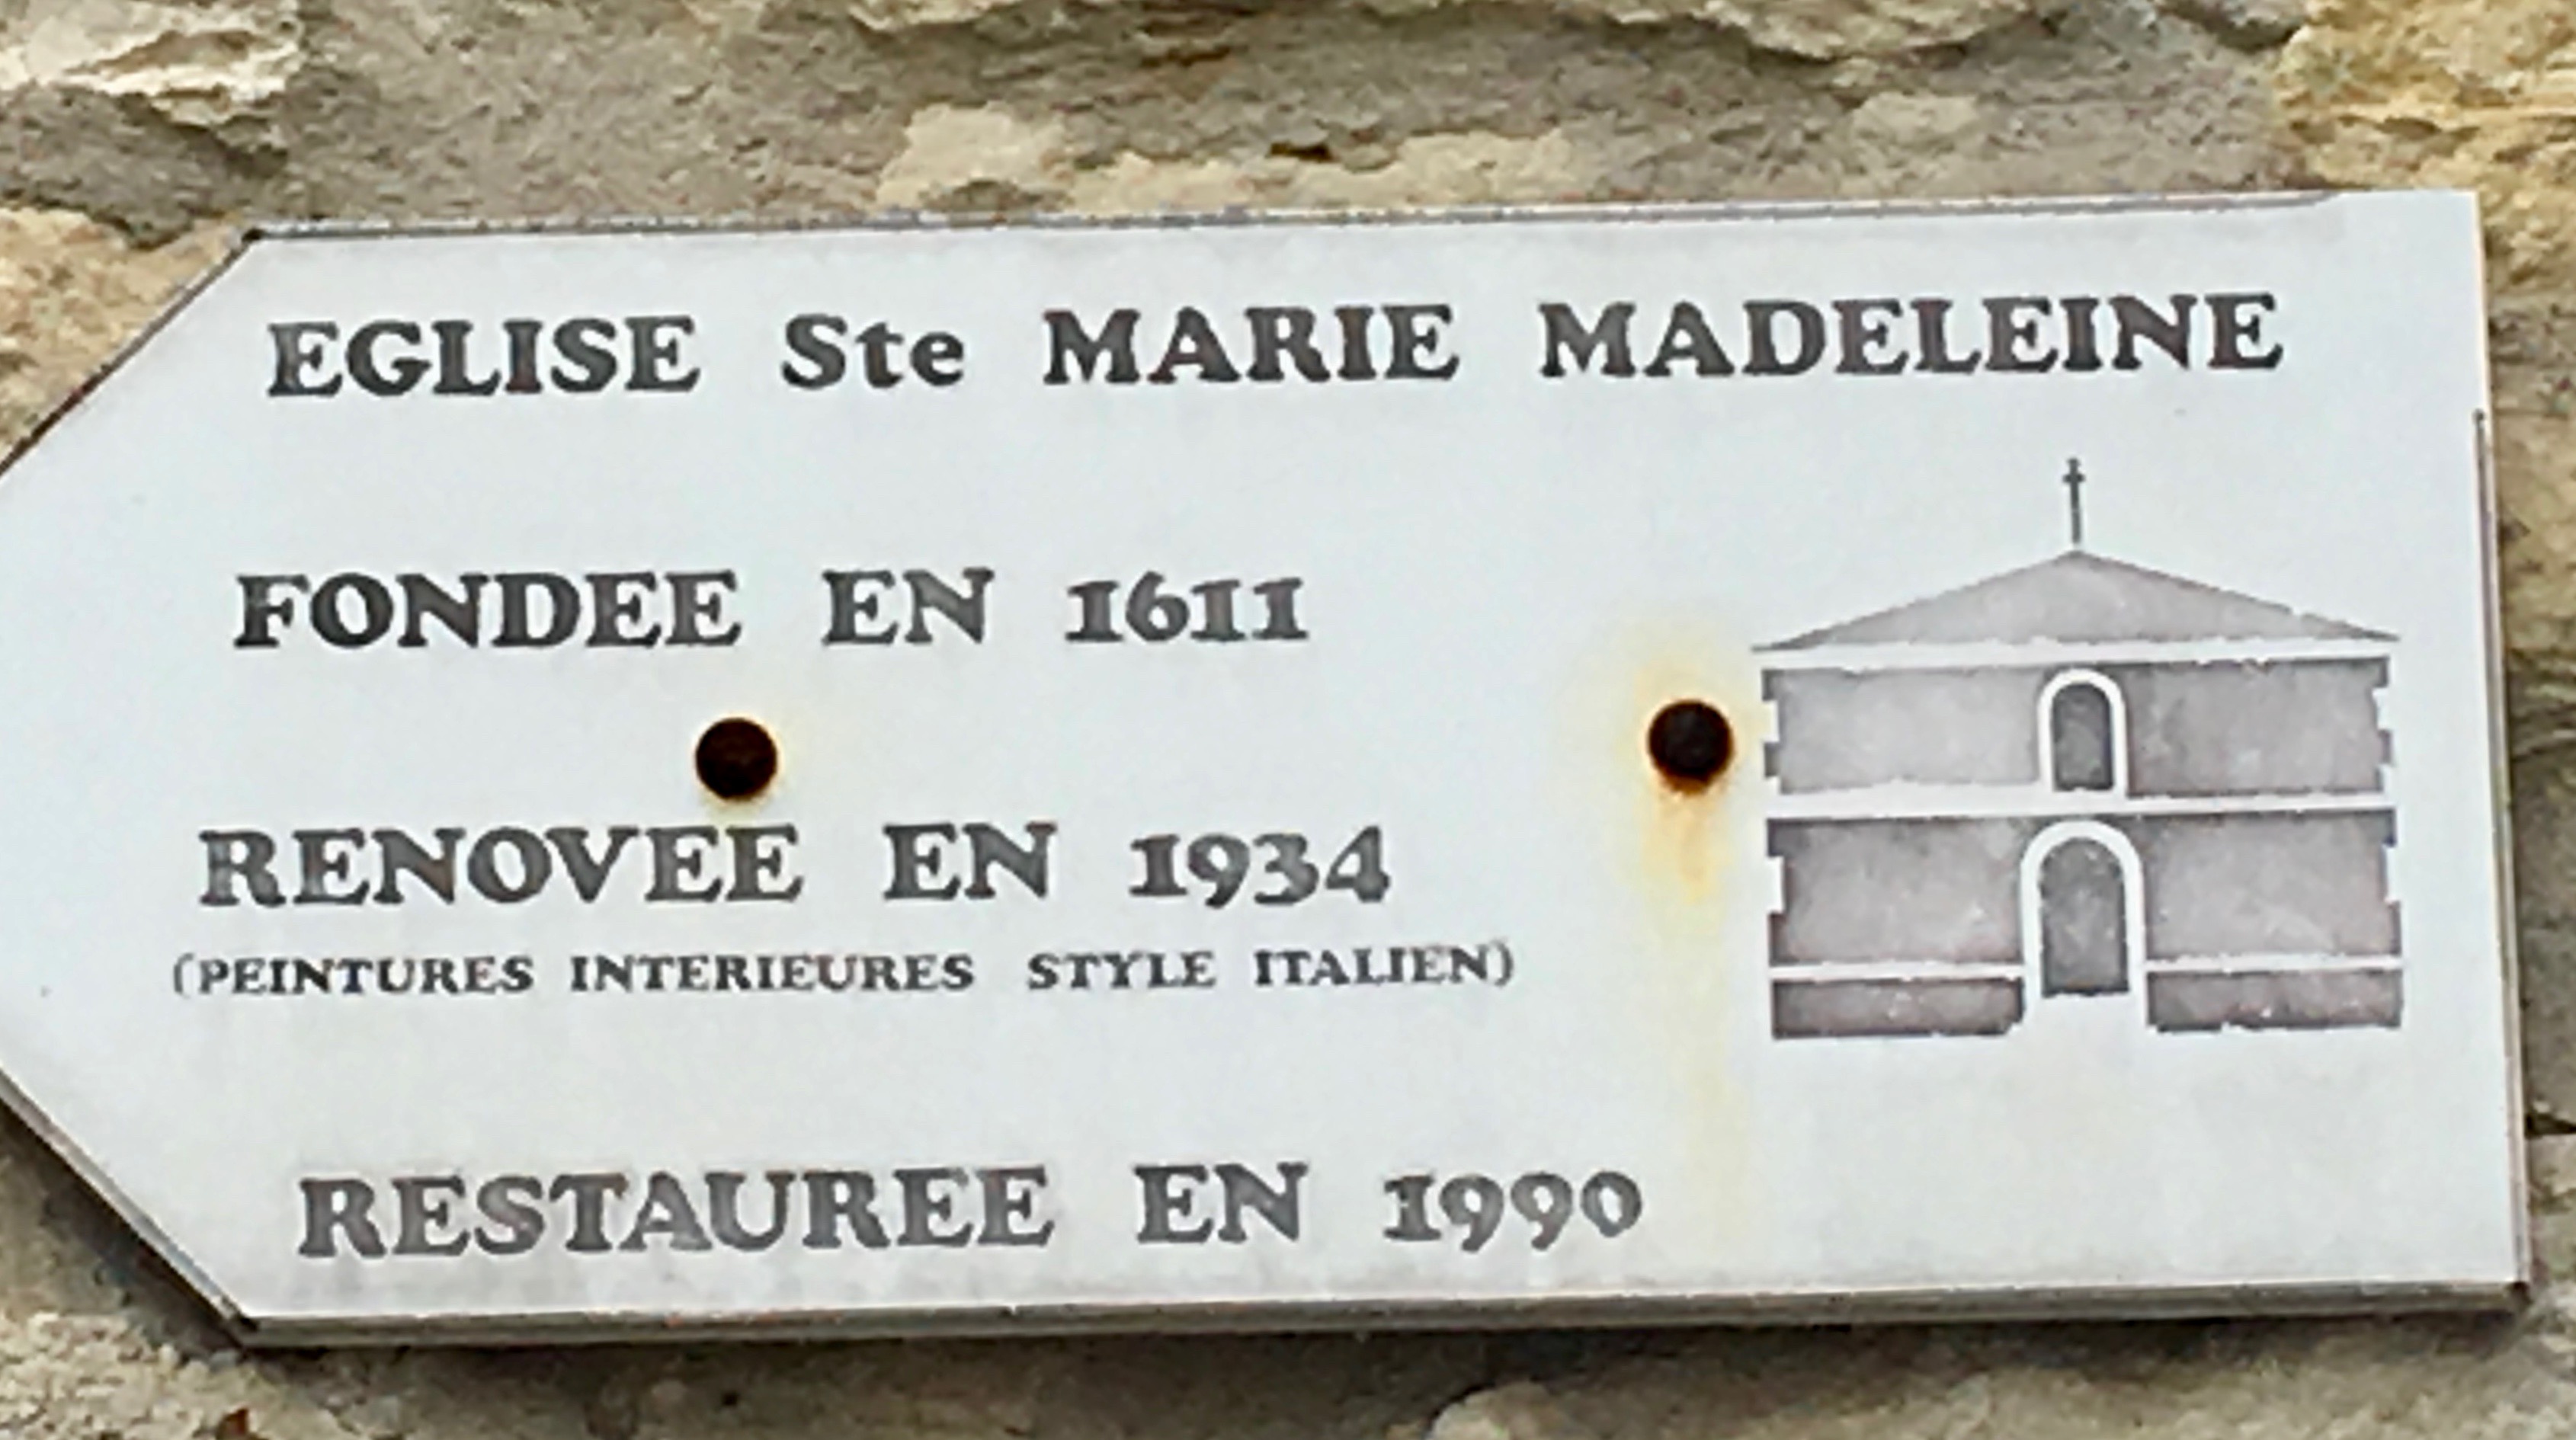 EGLISE Ste MARIE MADELEINE
FONDEE EN 1611
RENOVEE EN 1934
(PEINTURES INTERIEURES STYLE ITALIEN)
RESTAUREE EN 1990